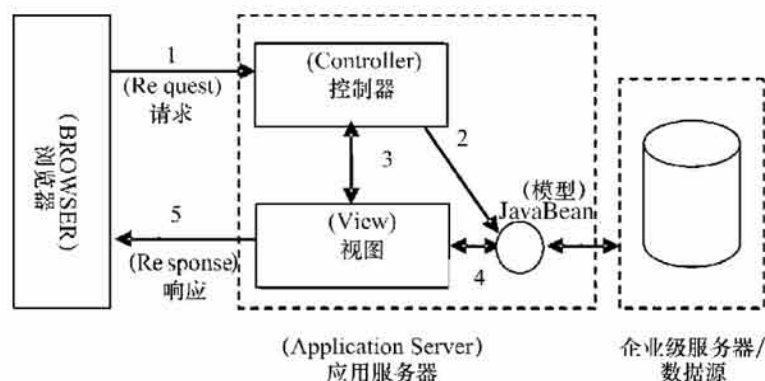 (BROWSER)
浏览器
1
(Re quest)
请求
(Controller)
控制器
3
2
(模型)
JavaBean
5
(Re sponse)
响应
(View)
视图
4
(Application Server)
应用服务器
企业级服务器/
数据源